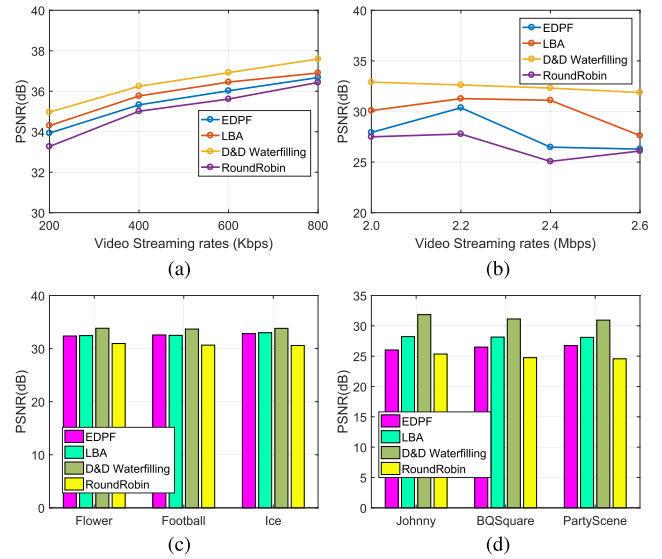 40
38
36
34
32
30
PSNR(dB)
EDPF
LBA
D&D Waterfilling
RoundRobin
200
400
600
800
Video Streaming rates (Kbps)
(a)
40
35
30
25
20
PSNR(dB)
EDPF
LBA
D&D Waterfilling
RoundRobin
2.0
2.2
2.4
2.6
Video Streaming rates (Mbps)
(b)
40
30
20
10
0
PSNR(dB)
EDPF
LBA
D&D Waterfilling
RoundRobin
Flower
Football
Ice
(c)
35
30
25
20
15
10
5
0
PSNR(dB)
EDPF
LBA
D&D Waterfilling
RoundRobin
Johnny
BQSquare
PartyScene
(d)